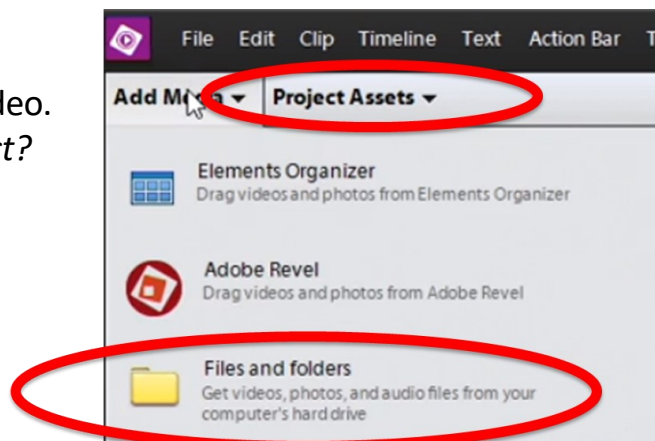 File Edit Clip Timeline Text Action Bar T
Add Project Assets
deo.
rt?
Elements Organizer
Drag videos and photos from Elements Organizer
Adobe Revel
Drag videos and photos from Adobe Revel
Files and folders
Get videos, photos, and audio files from your
computer's hard drive